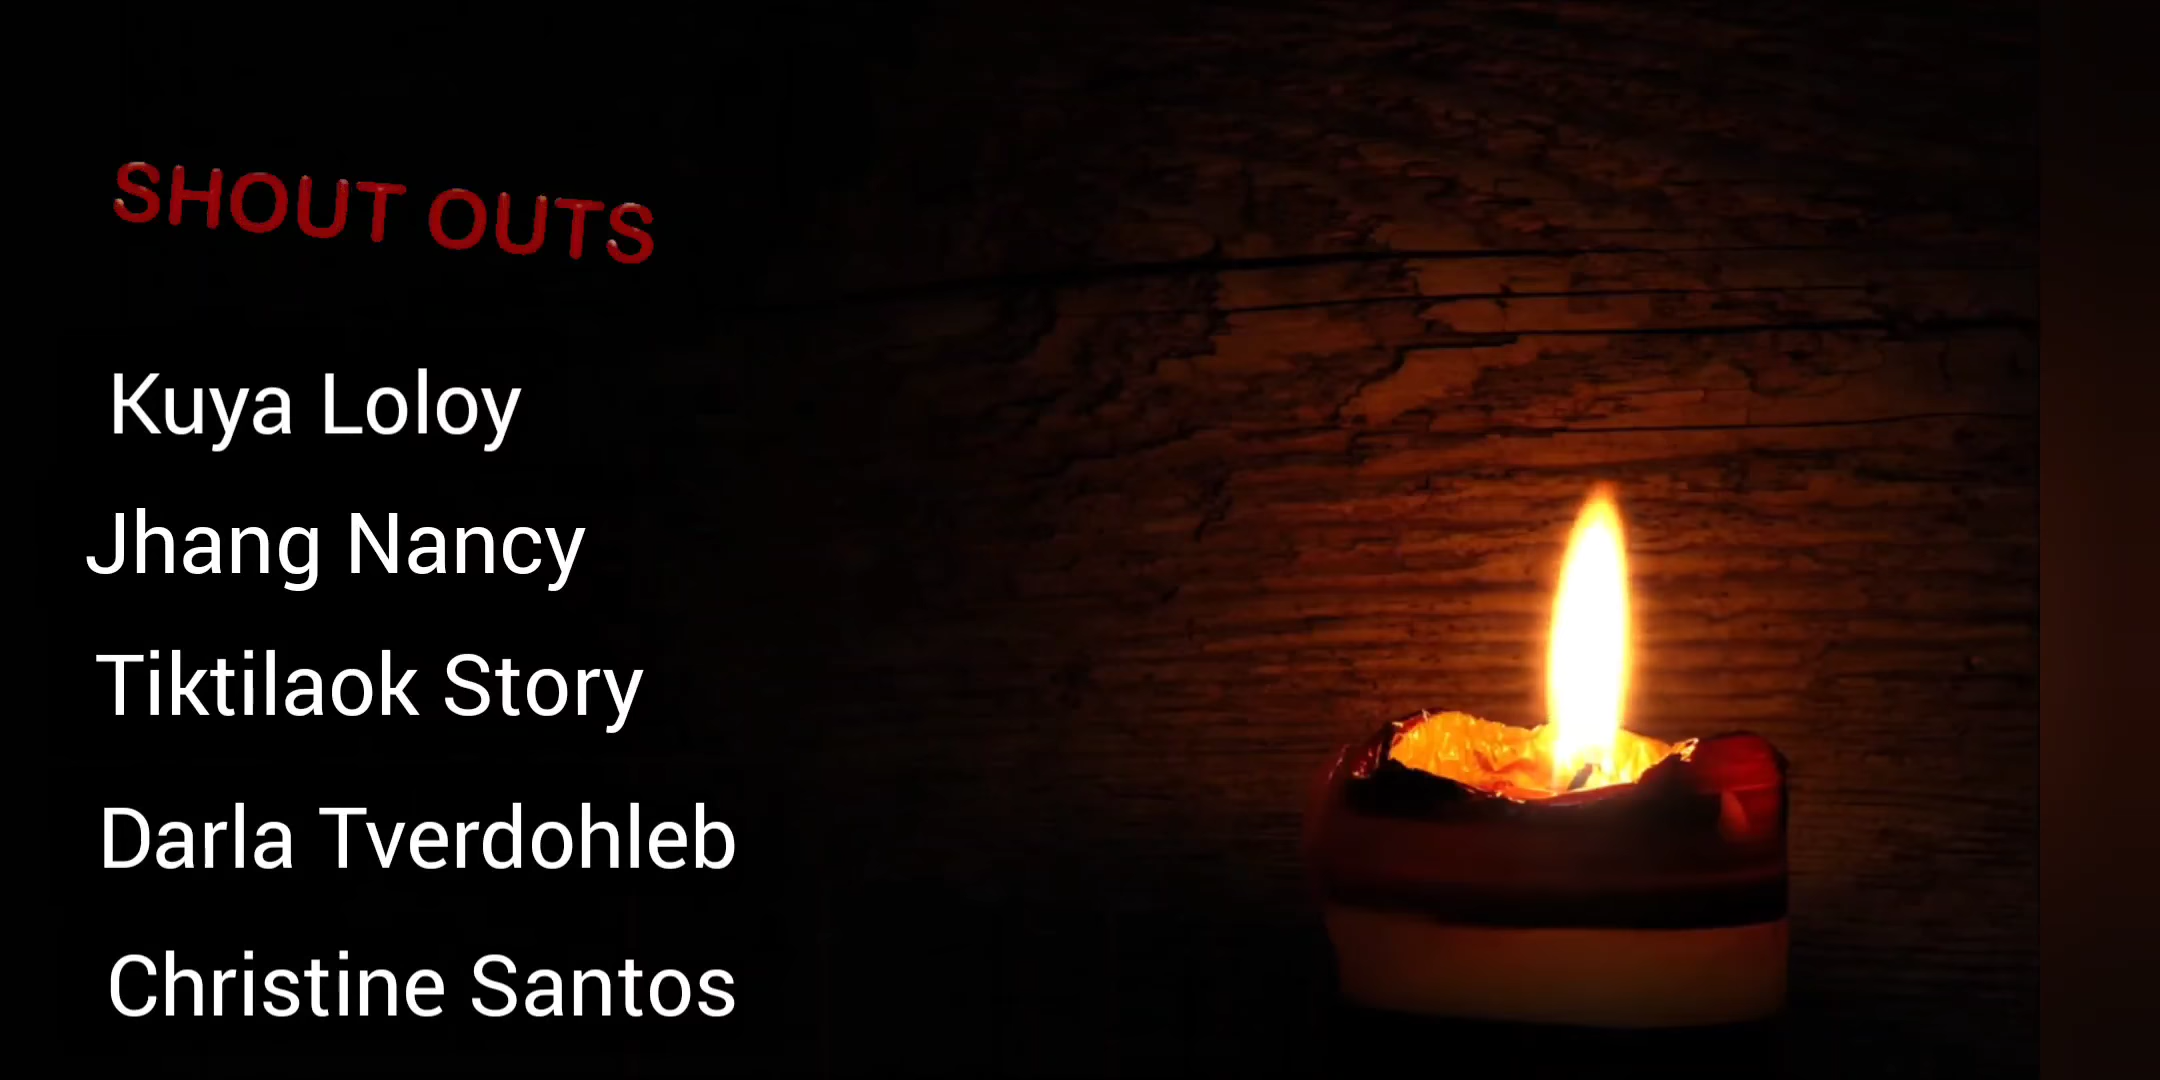 SHOUT OUTS
Kuya Loloy
Jhang Nancy
Tiktilaok Story
Darla Tverdohleb
Christine Santos